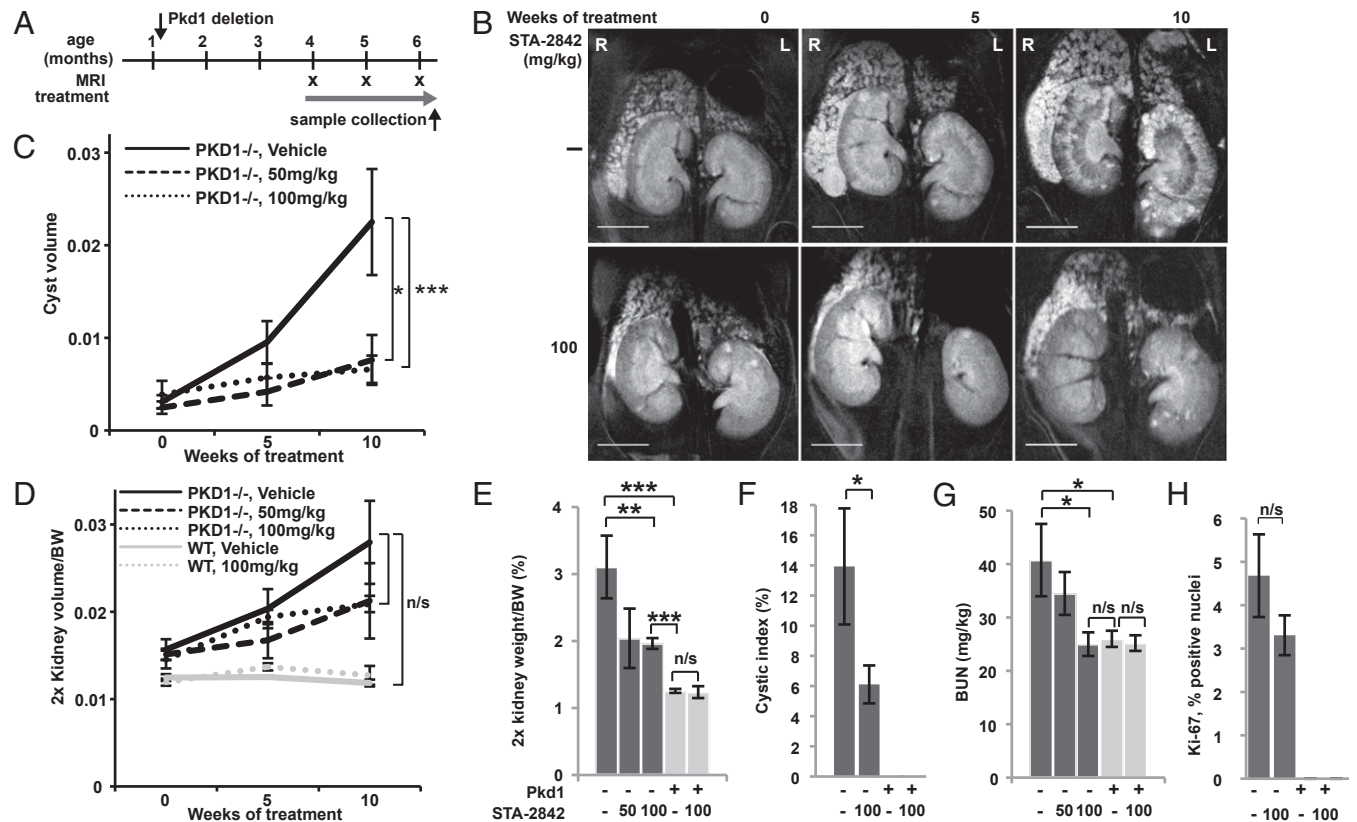 A
Pkd1 deletion
age
(months)
1 2 3 4 5 6
MRI
x x x
treatment
sample collection
B
Weeks of treatment 0 5 10
STA-2842
(mg/kg)
R L R L R L
–
100
C
PKD1-/-, Vehicle
PKD1-/-, 50mg/kg
PKD1-/-, 100mg/kg
Cyst volume
0.03
0.02
0.01
0
* ***
0 5 10
Weeks of treatment
D
PKD1-/-, Vehicle
PKD1-/-, 50mg/kg
PKD1-/-, 100mg/kg
WT, Vehicle
WT, 100mg/kg
2x Kidney volume/BW
0.03
0.02
0.01
0
n/s
0 5 10
Weeks of treatment
E
2x kidney weight/BW (%)
4
3
2
1
0
***
**
***
n/s
Pkd1 - - - + +
STA-2842 - 50 100 - 100
F
Cystic index (%)
18
16
14
12
10
8
6
4
2
0
*
- - + +
- 100 - 100
G
BUN (mg/kg)
50
40
30
20
10
0
*
*
n/s n/s
- - - + +
- 50 100 - 100
H
Ki-67, % positive nuclei
6
5
4
3
2
1
0
n/s
- - + +
- 100 - 100